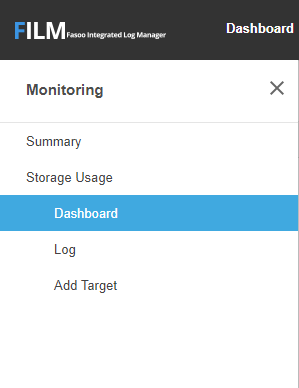 FILM Fasoo Integrated Log Manager Dashboard
Monitoring
Summary
Storage Usage
Dashboard
Log
Add Target